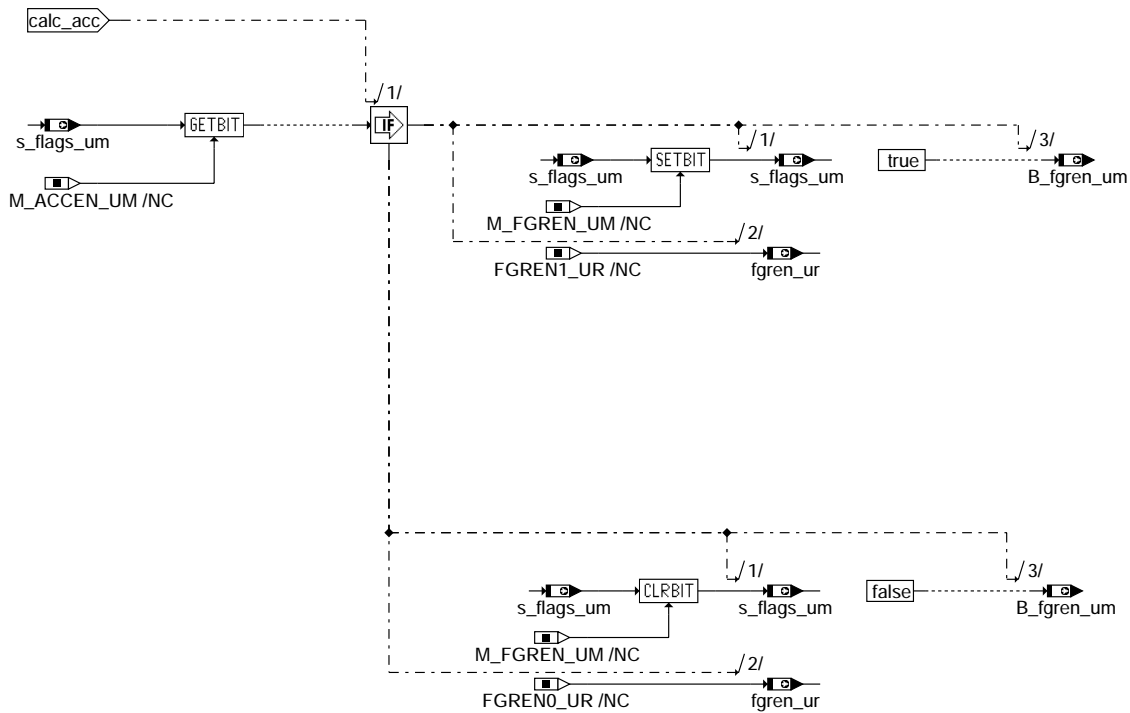 calc_acc
/1/
s_flags_um
GETBIT
IF
M_ACCEN_UM /NC
/1/
/3/
s_flags_um
SETBIT
s_flags_um
true
B_fgren_um
M_FGREN_UM /NC
/2/
FGREN1_UR /NC
fgren_ur
/1/
/3/
s_flags_um
CLRBIT
s_flags_um
false
B_fgren_um
M_FGREN_UM /NC
/2/
FGREN0_UR /NC
fgren_ur